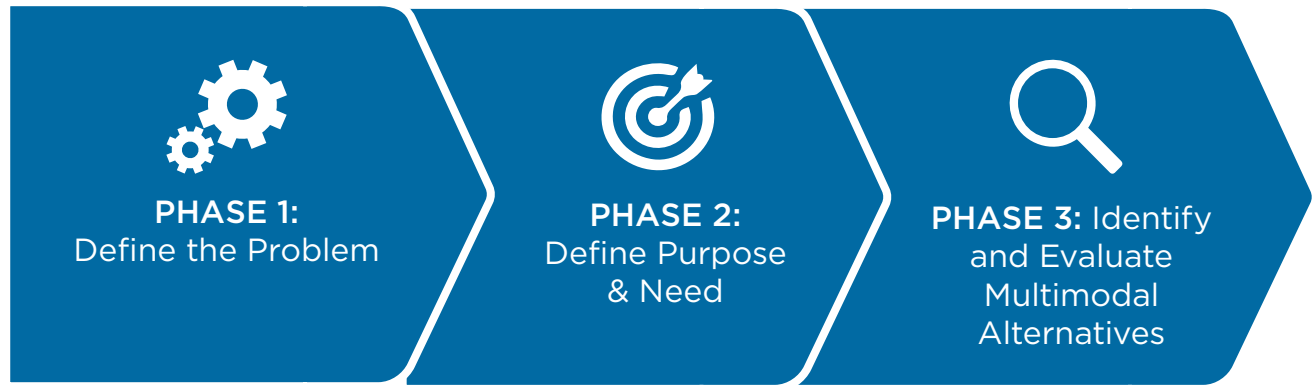 PHASE 1:
Define the Problem
PHASE 2:
Define Purpose
& Need
PHASE 3: Identify
and Evaluate
Multimodal
Alternatives